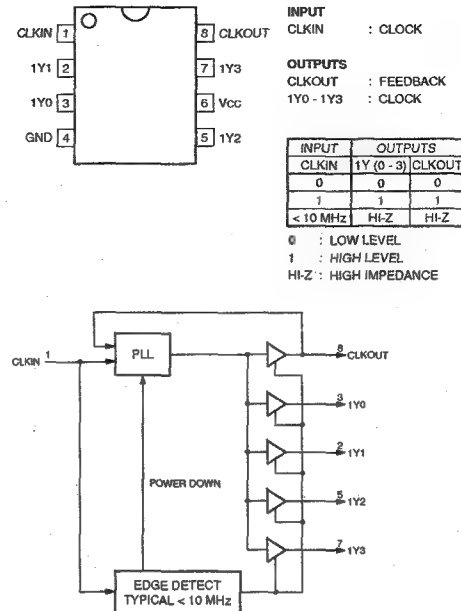 INPUT
CLKIN : CLOCK
OUTPUTS
CLKOUT : FEEDBACK
1Y0 - 1Y3 : CLOCK
CLKIN 1
8 CLKOUT
1Y1 2
7 1Y3
1Y0 3
6 Vcc
GND 4
5 1Y2
INPUT OUTPUTS
CLKIN 1Y (0 - 3) CLKOUT
0 0 0
1 1 1
< 10 MHz HI-Z HI-Z
0 : LOW LEVEL
1 : HIGH LEVEL
HI-Z : HIGH IMPEDANCE
CLKIN 1
PLL
8 CLKOUT
3 1Y0
2 1Y1
POWER DOWN
5 1Y2
7 1Y3
EDGE DETECT
TYPICAL < 10 MHz